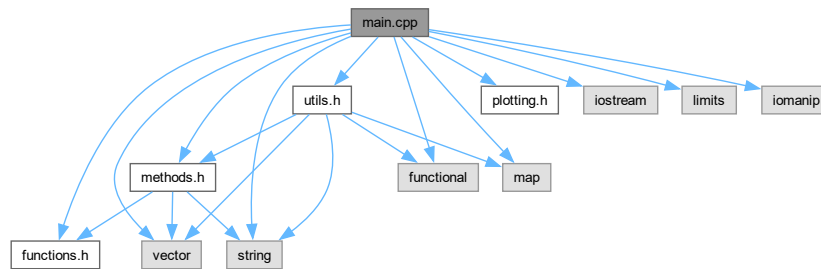 main.cpp
utils.h
plotting.h
iostream
limits
iomanip
methods.h
functional
map
functions.h
vector
string